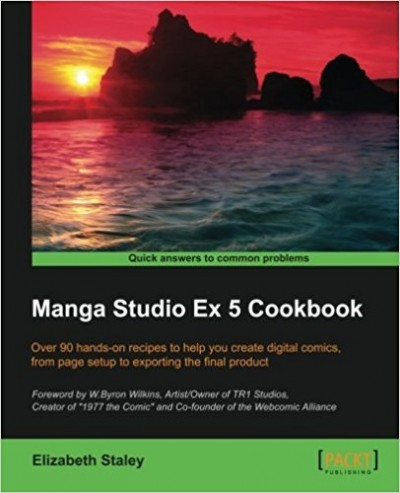 Quick answers to common problems
Manga Studio Ex 5 Cookbook
Over 90 hands-on recipes to help you create digital comics,
from page setup to exporting the final product
Foreword by W.Byron Wilkins, Artist/Owner of TR1 Studios,
Creator of "1977 the Comic" and Co-founder of the Webcomic Alliance
Elizabeth Staley
[PACKT]
PUBLISHING